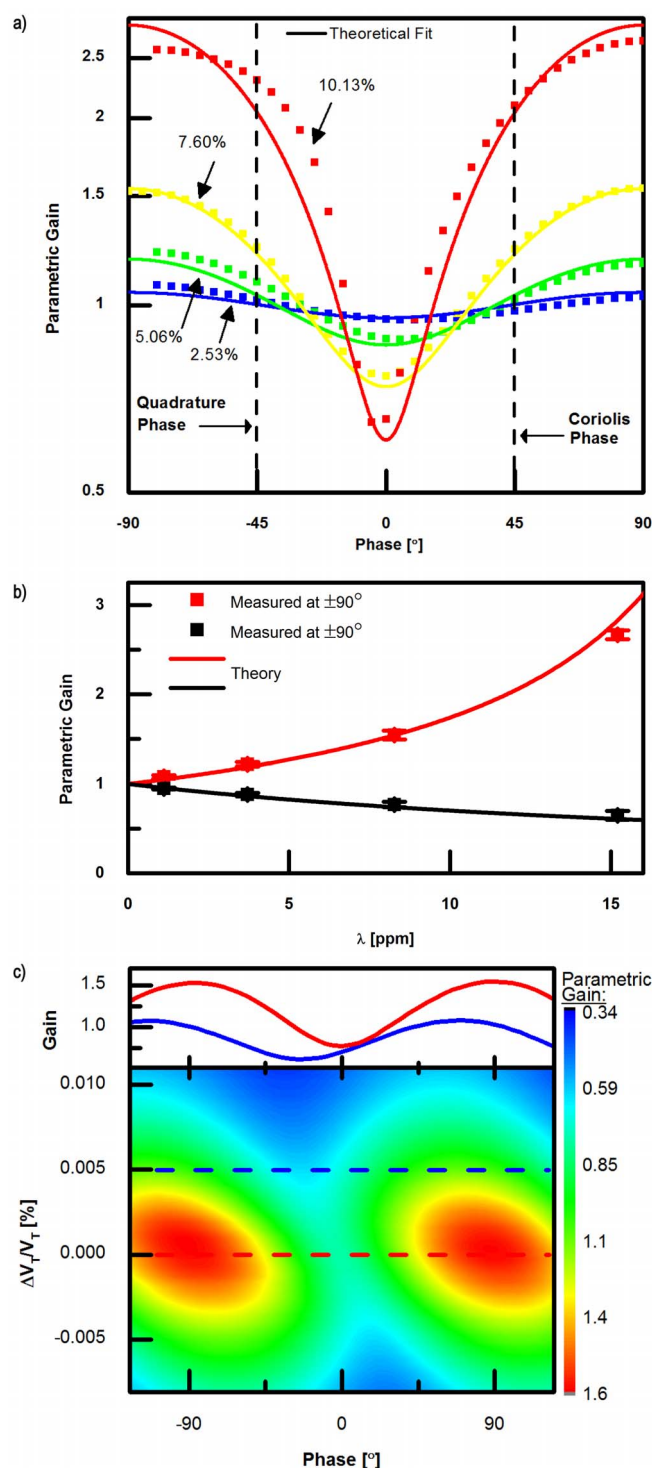 a)
2.5
2
1.5
1
0.5
Parametric Gain
Theoretical Fit
10.13%
7.60%
5.06%
2.53%
Quadrature
Phase
Coriolis
Phase
-90
-45
0
45
90
Phase [°]
b)
3
2
1
0
Parametric Gain
Measured at ±90°
Measured at ±90°
Theory
0
5
10
15
λ [ppm]
c)
1.5
1.0
Gain
0.010
0.005
0.000
-0.005
ΔV_T/V_T [%]
-90
0
90
Phase [°]
Parametric
Gain:
0.34
0.59
0.85
1.1
1.4
1.6